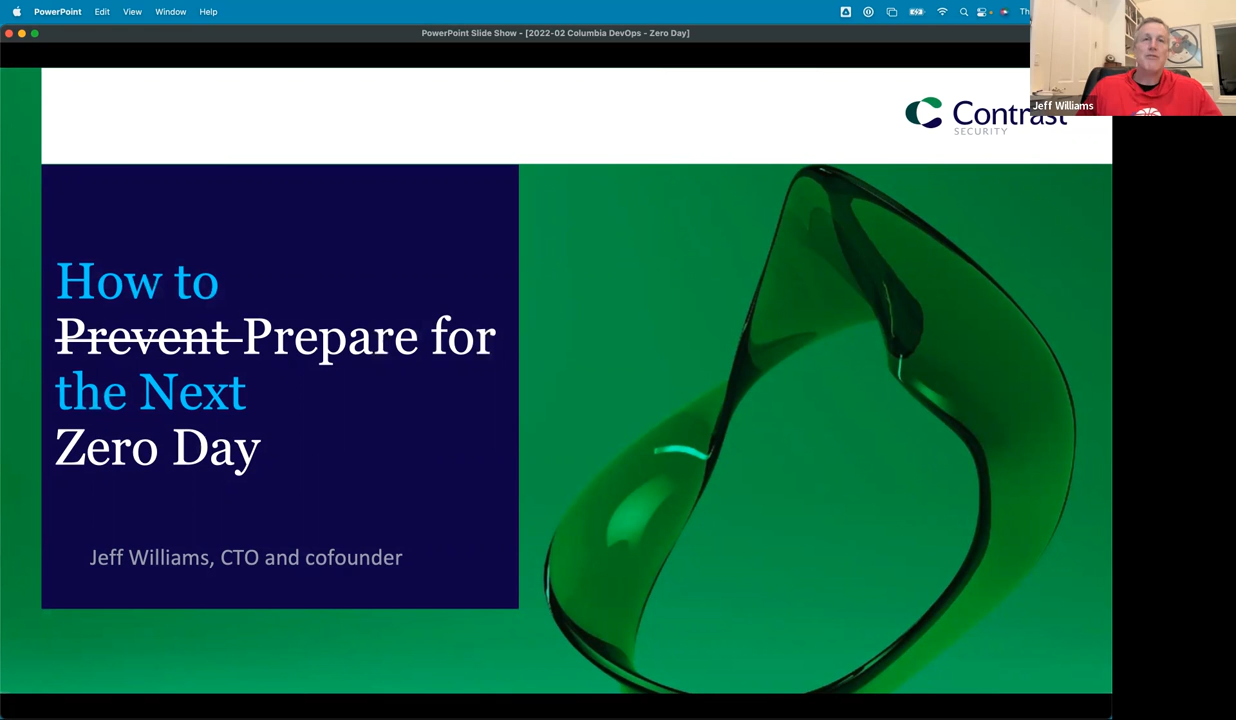 PowerPoint Edit View Window Help
Th
PowerPoint Slide Show - [2022-02 Columbia DevOps - Zero Day]
Jeff Williams
Contrast
SECURITY
How to
Prevent Prepare for
the Next
Zero Day
Jeff Williams, CTO and cofounder